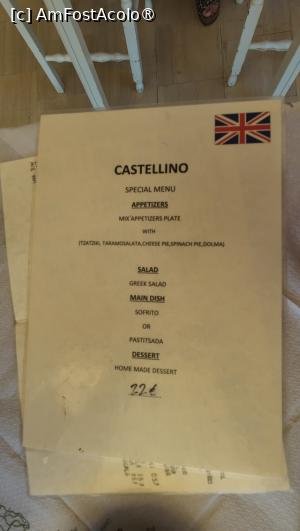 [c] AmFostAcolo®
CASTELLINO
SPECIAL MENU
APPETIZERS
MIX APPETIZERS PLATE
WITH
(TZATZIKI, TARAMOSALATA,CHEESE PIE,SPINACH PIE,DOLMA)
SALAD
GREEK SALAD
MAIN DISH
SOFRITO
OR
PASTITSADA
DESSERT
HOME MADE DESSERT
22€